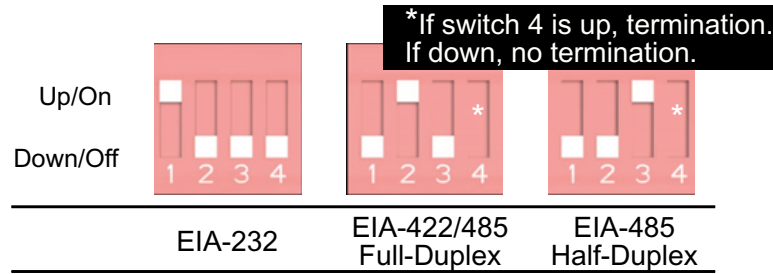 *If switch 4 is up, termination.
If down, no termination.
Up/On
*
*
Down/Off
1 2 3 4
1 2 3 4
1 2 3 4
EIA-232
EIA-422/485
Full-Duplex
EIA-485
Half-Duplex